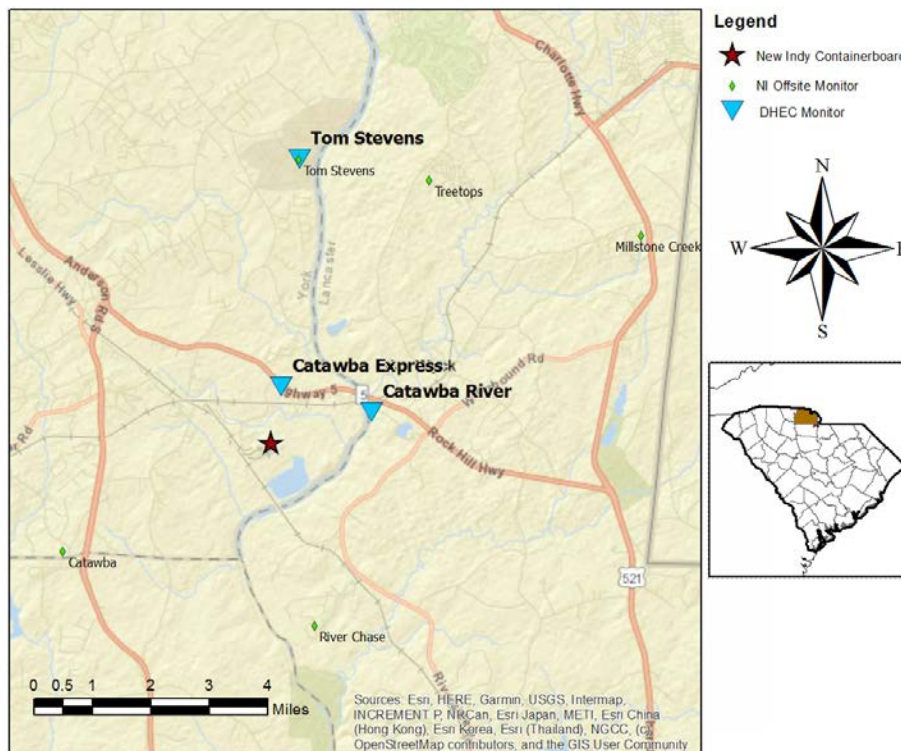 Legend
New Indy Containerboard
NI Offsite Monitor
DHEC Monitor
N
W
S
Charlotte Hwy
Tom Stevens
Tom Stevens
Treetops
Millstone Creek
York
Lancaster
Lesslie Hwy
Anderson Rd S
Catawba Express
ighway 5
5
Catawba River
Rock Hill Hwy
Catawba
521
River Chase
0 0.5 1 2 3 4
Miles
Sources: Esri, HERE, Garmin, USGS, Intermap,
INCREMENT P, NRCan, Esri Japan, METI, Esri China
(Hong Kong), Esri Korea, Esri (Thailand), NGCC, (c)
OpenStreetMap contributors, and the GIS User Community